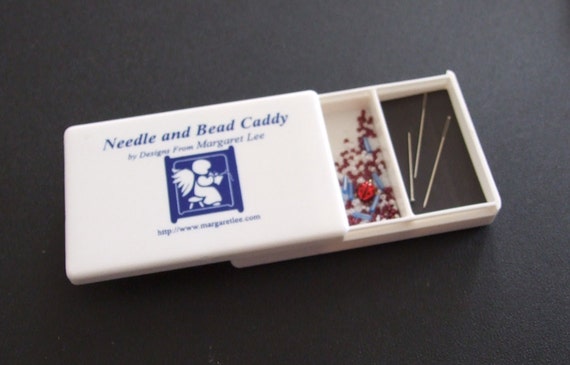 Needle and Bead Caddy
by Designs From Margaret Lee
http://www.margaretlee.com